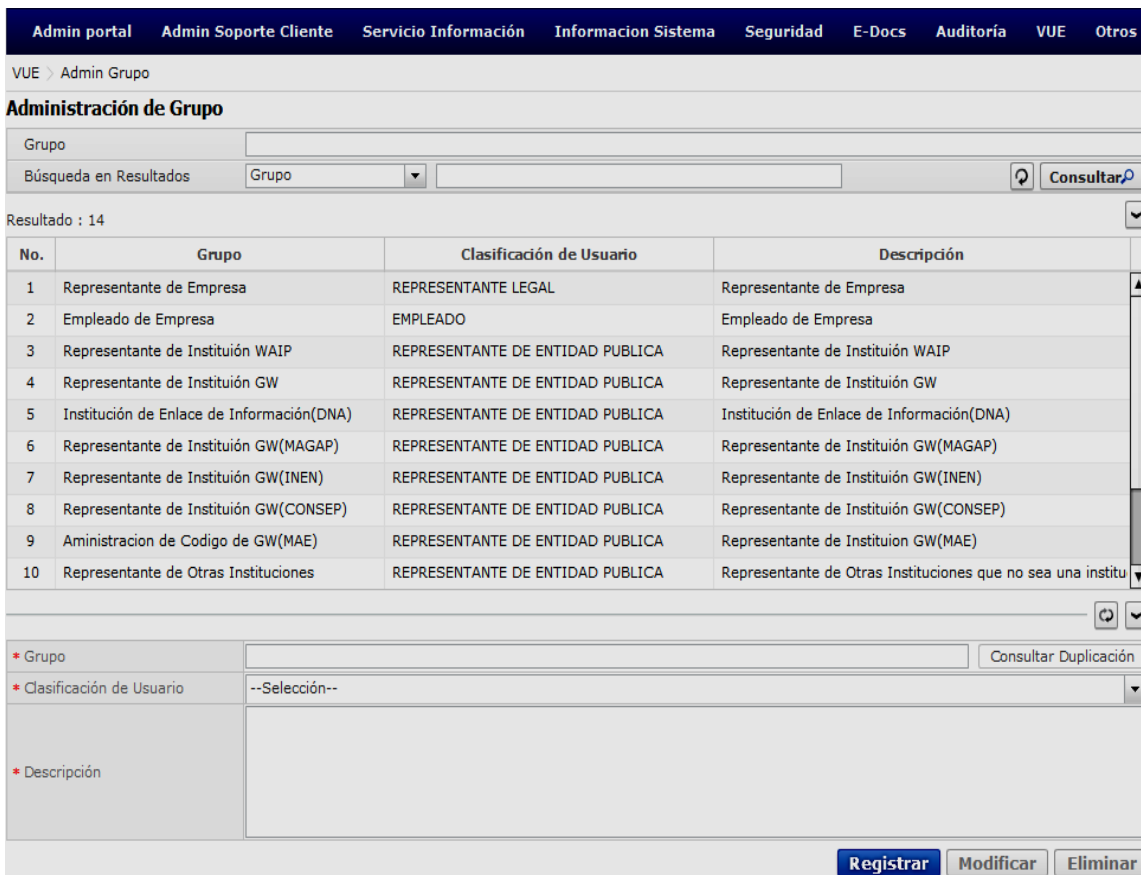 Admin portal Admin Soporte Cliente Servicio Información Informacion Sistema Seguridad E-Docs Auditoría VUE Otros
VUE > Admin Grupo
Administración de Grupo
Grupo
Búsqueda en Resultados Grupo Consultar
Resultado : 14
No. Grupo Clasificación de Usuario Descripción
1 Representante de Empresa REPRESENTANTE LEGAL Representante de Empresa
2 Empleado de Empresa EMPLEADO Empleado de Empresa
3 Representante de Instituión WAIP REPRESENTANTE DE ENTIDAD PUBLICA Representante de Instituión WAIP
4 Representante de Instituión GW REPRESENTANTE DE ENTIDAD PUBLICA Representante de Instituión GW
5 Institución de Enlace de Información(DNA) REPRESENTANTE DE ENTIDAD PUBLICA Institución de Enlace de Información(DNA)
6 Representante de Instituión GW(MAGAP) REPRESENTANTE DE ENTIDAD PUBLICA Representante de Instituión GW(MAGAP)
7 Representante de Instituión GW(INEN) REPRESENTANTE DE ENTIDAD PUBLICA Representante de Instituión GW(INEN)
8 Representante de Instituión GW(CONSEP) REPRESENTANTE DE ENTIDAD PUBLICA Representante de Instituión GW(CONSEP)
9 Aministracion de Codigo de GW(MAE) REPRESENTANTE DE ENTIDAD PUBLICA Representante de Instituion GW(MAE)
10 Representante de Otras Instituciones REPRESENTANTE DE ENTIDAD PUBLICA Representante de Otras Instituciones que no sea una institu
* Grupo Consultar Duplicación
* Clasificación de Usuario --Selección--
* Descripción
Registrar Modificar Eliminar